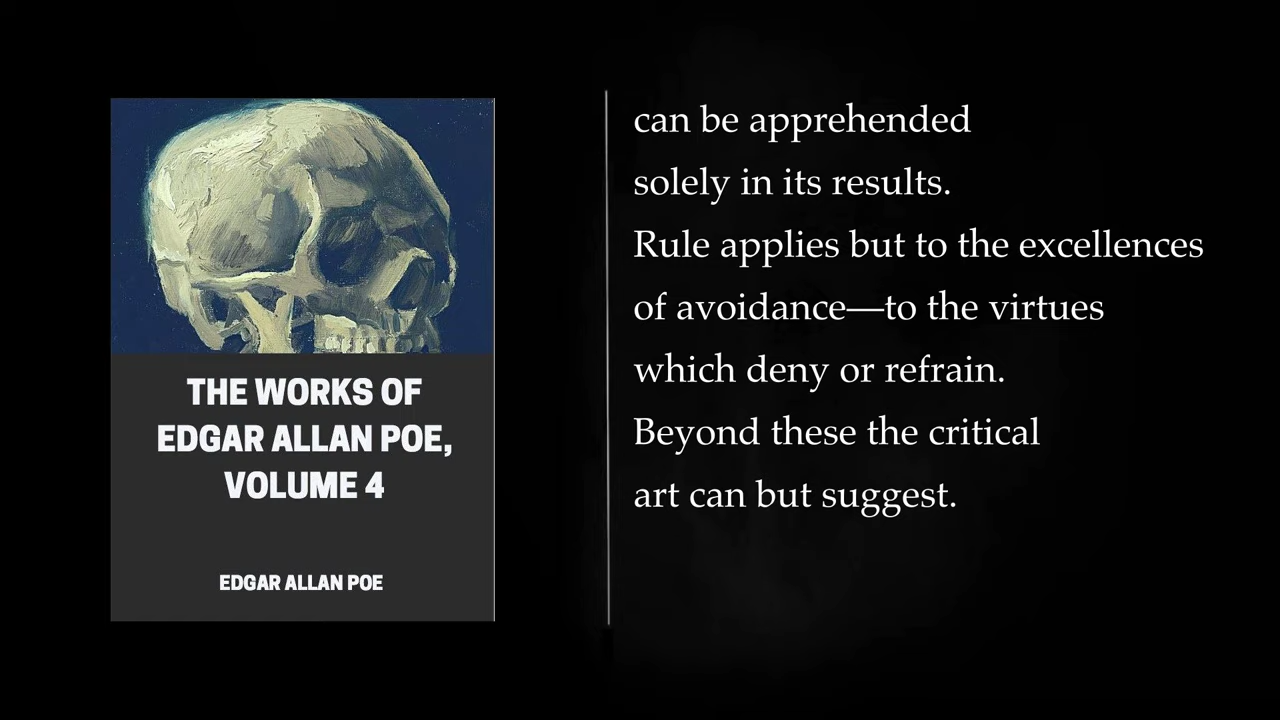 THE WORKS OF
EDGAR ALLAN POE,
VOLUME 4
EDGAR ALLAN POE
can be apprehended
solely in its results.
Rule applies but to the excellences
of avoidance—to the virtues
which deny or refrain.
Beyond these the critical
art can but suggest.